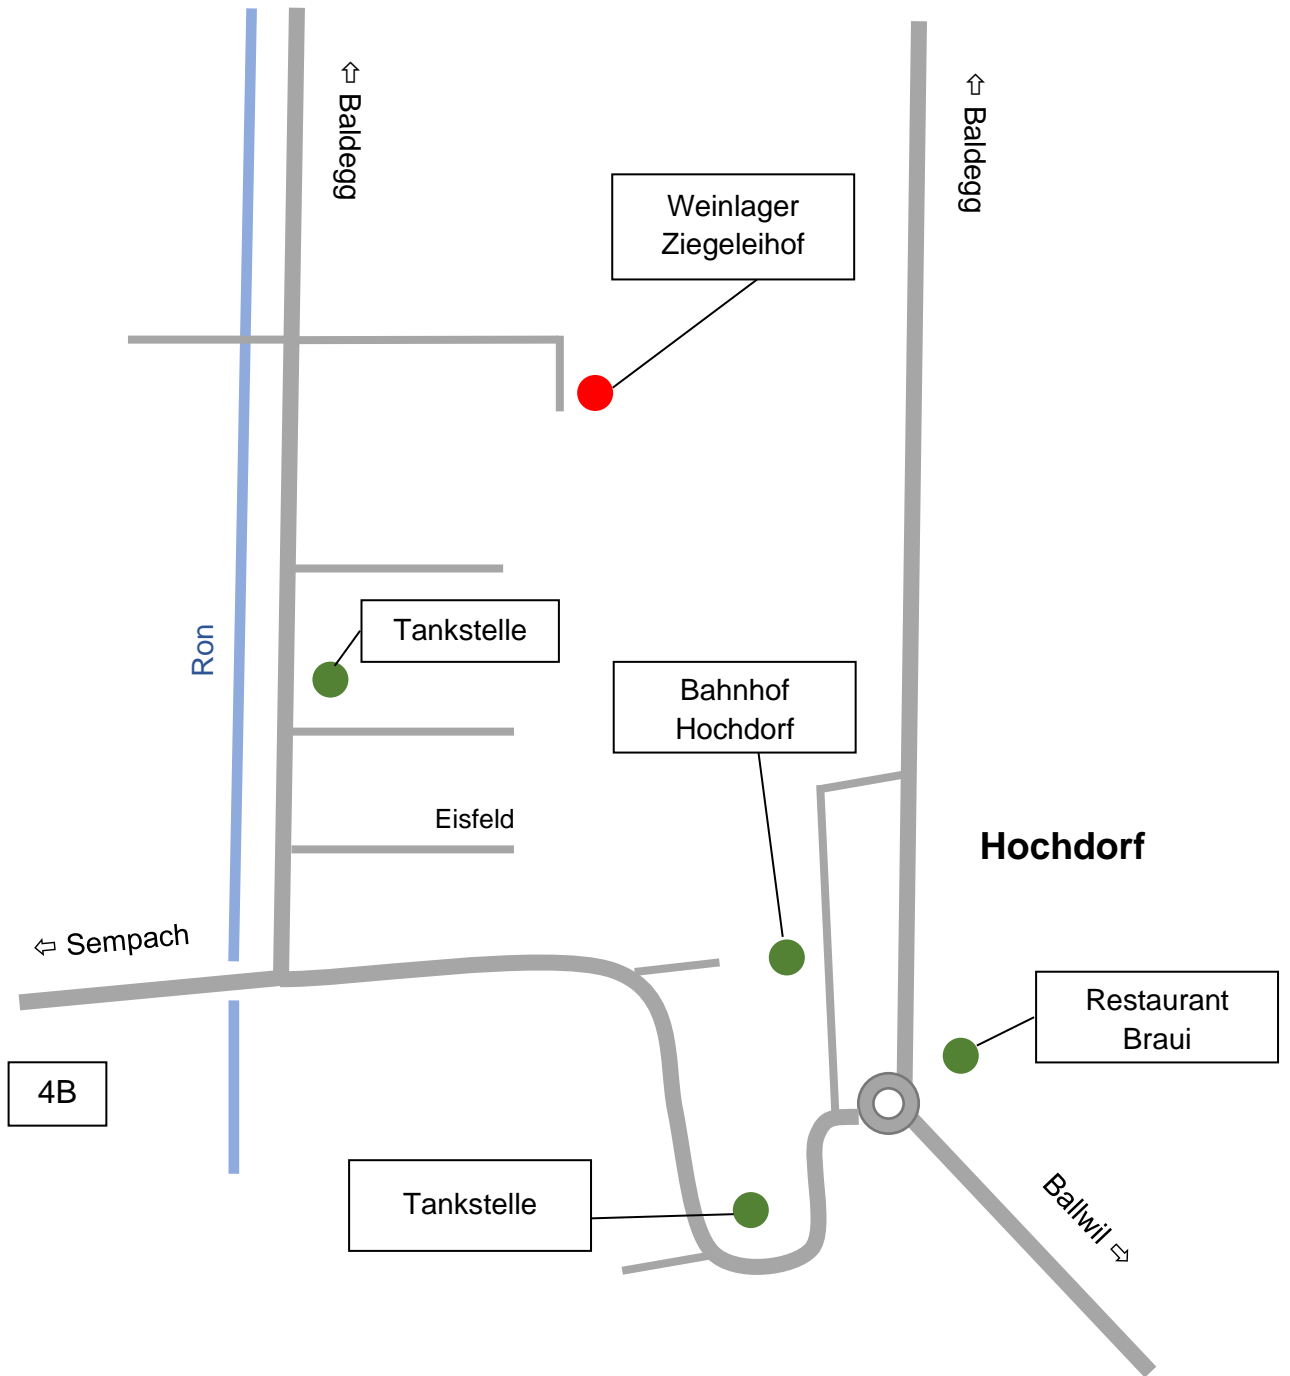 ⇦ Baldegg
⇦ Baldegg
Weinlager
Ziegeleihof
Ron
Tankstelle
Bahnhof
Hochdorf
Eisfeld
Hochdorf
⇦ Sempach
Restaurant
Braui
4B
Tankstelle
Ballwil ⇨